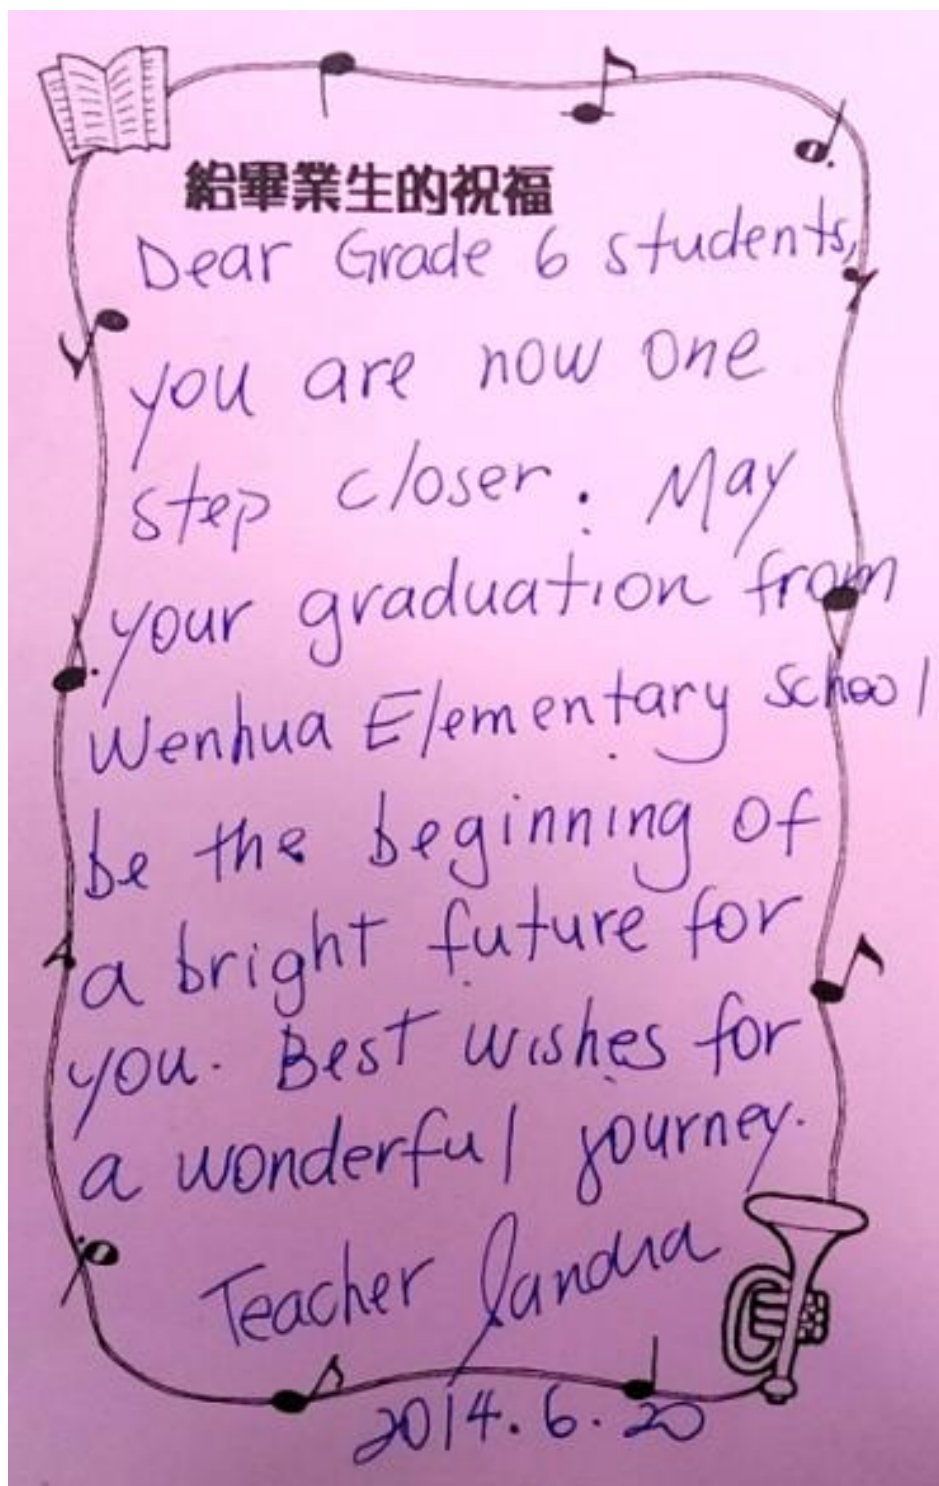 給畢業生的祝福
Dear Grade 6 students,
you are now one
step closer. May
your graduation from
Wenhua Elementary School
be the beginning of
a bright future for
you. Best wishes for
a wonderful journey.
Teacher Sandra
2014.6.20